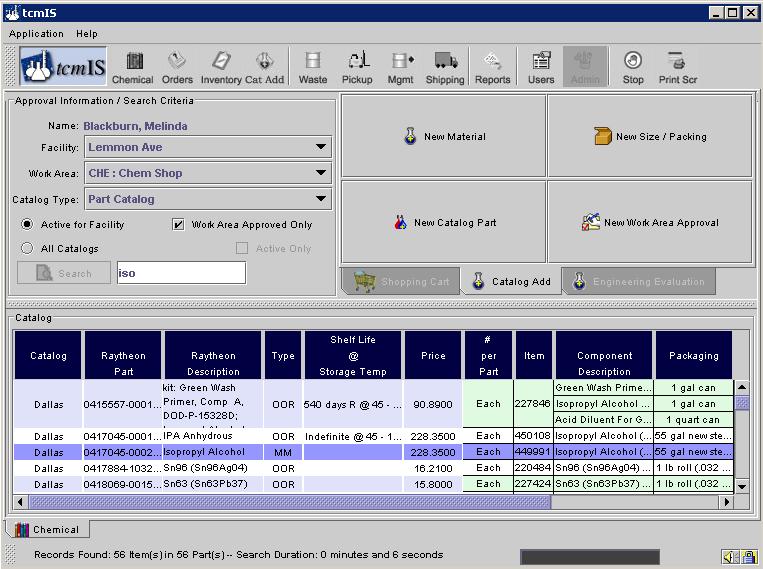 tcmIS
Application Help
tcmIS
Chemical Orders Inventory Cat Add Waste Pickup Mgmt Shipping Reports Users Admin Stop Print Scr
Approval Information / Search Criteria
Name: Blackburn, Melinda
Facility: Lemmon Ave
Work Area: CHE : Chem Shop
Catalog Type: Part Catalog
Active for Facility Work Area Approved Only
All Catalogs Active Only
Search iso
New Material New Size / Packing
New Catalog Part New Work Area Approval
Shopping Cart Catalog Add Engineering Evaluation
Catalog
Catalog Raytheon Part Raytheon Description Type Shelf Life @ Storage Temp Price # per Part Item Component Description Packaging
Dallas 0415557-0001... kit: Green Wash Primer, Comp A, DOD-P-15328D; OOR 540 days R @ 45 - ... 90.8900 Each 227846 Green Wash Prime... 1 gal can
Isopropyl Alcohol ... 1 gal can
Acid Diluent For G... 1 quart can
Dallas 0417045-0001... IPA Anhydrous OOR Indefinite @ 45 - 1... 228.3500 Each 450108 Isopropyl Alcohol (... 55 gal new ste...
Dallas 0417045-0002... Isopropyl Alcohol MM 228.3500 Each 449991 Isopropyl Alcohol (... 55 gal new ste...
Dallas 0417884-1032... Sn96 (Sn96Ag04) OOR 16.2100 Each 220484 Sn96 (Sn96Ag04) ... 1 lb roll (.032 ...
Dallas 0418069-0015... Sn63 (Sn63Pb37) OOR 15.8000 Each 227424 Sn63 (Sn63Pb37) ... 1 lb roll (.032 ...
Chemical
Records Found: 56 Item(s) in 56 Part(s) -- Search Duration: 0 minutes and 6 seconds